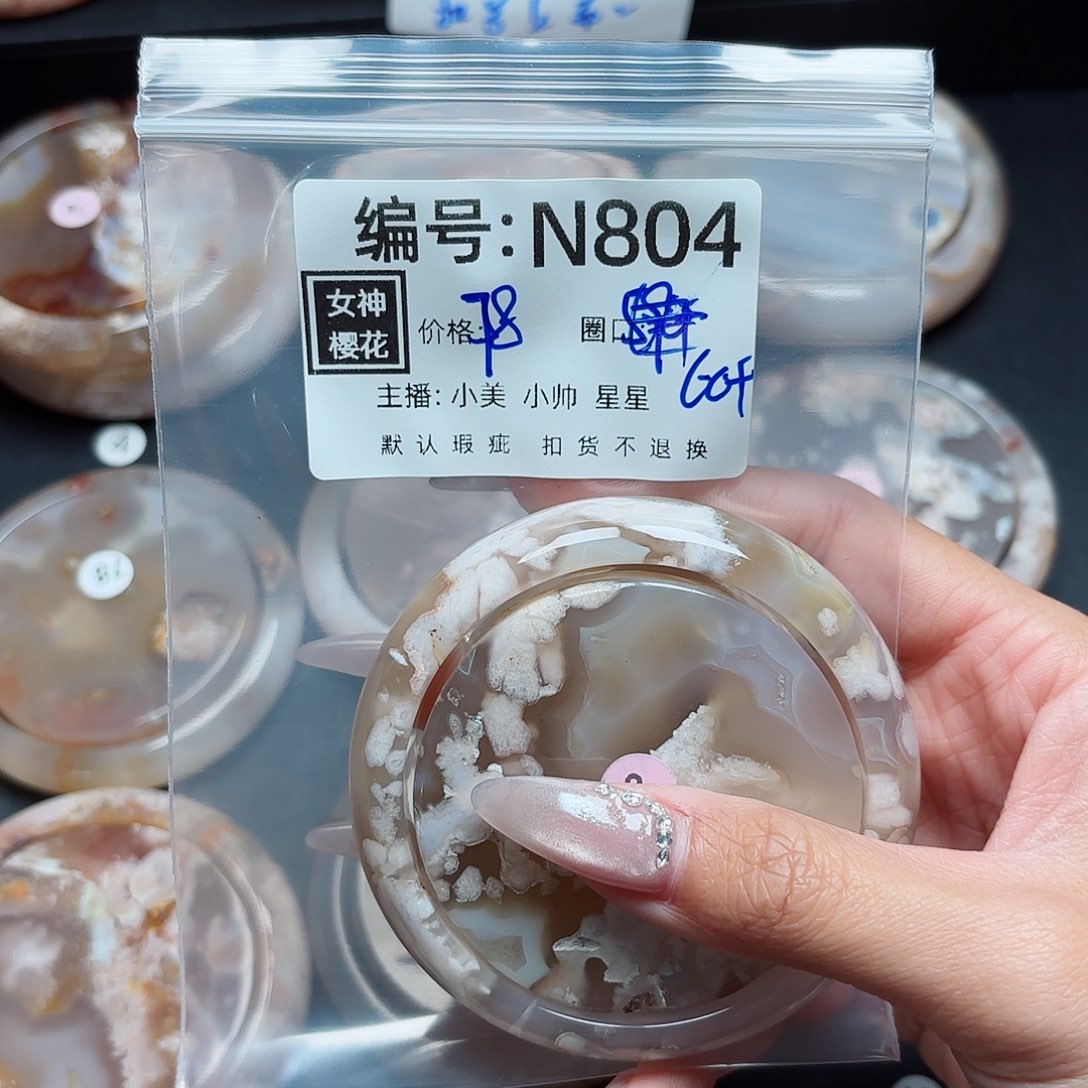 编号：N804
女神
樱花
价格：78 圈口
60+
主播：小美 小帅 星星
默认瑕疵 扣货不退换
78